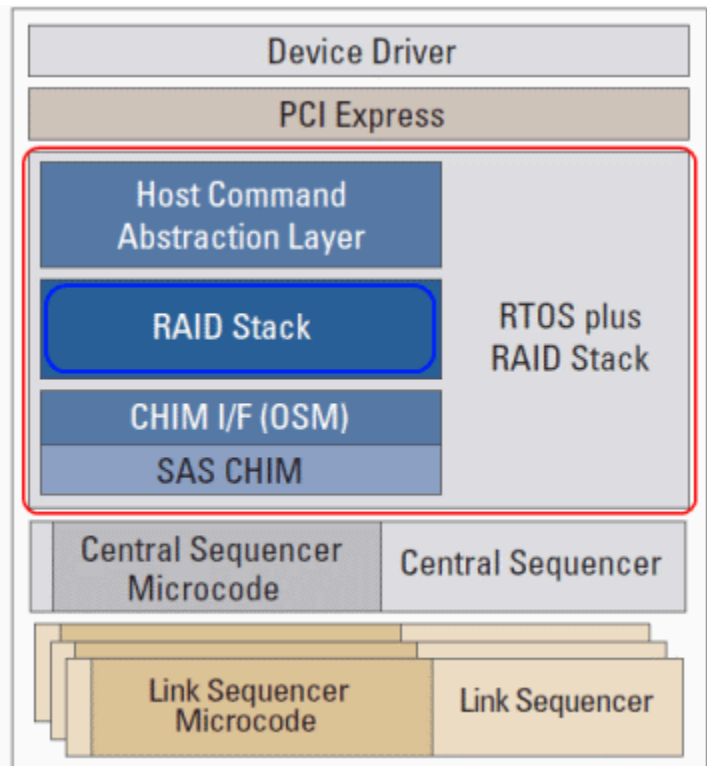 Device Driver
PCI Express
Host Command
Abstraction Layer
RAID Stack
CHIM I/F (OSM)
SAS CHIM
RTOS plus
RAID Stack
Central Sequencer
Microcode
Central Sequencer
Link Sequencer
Microcode
Link Sequencer